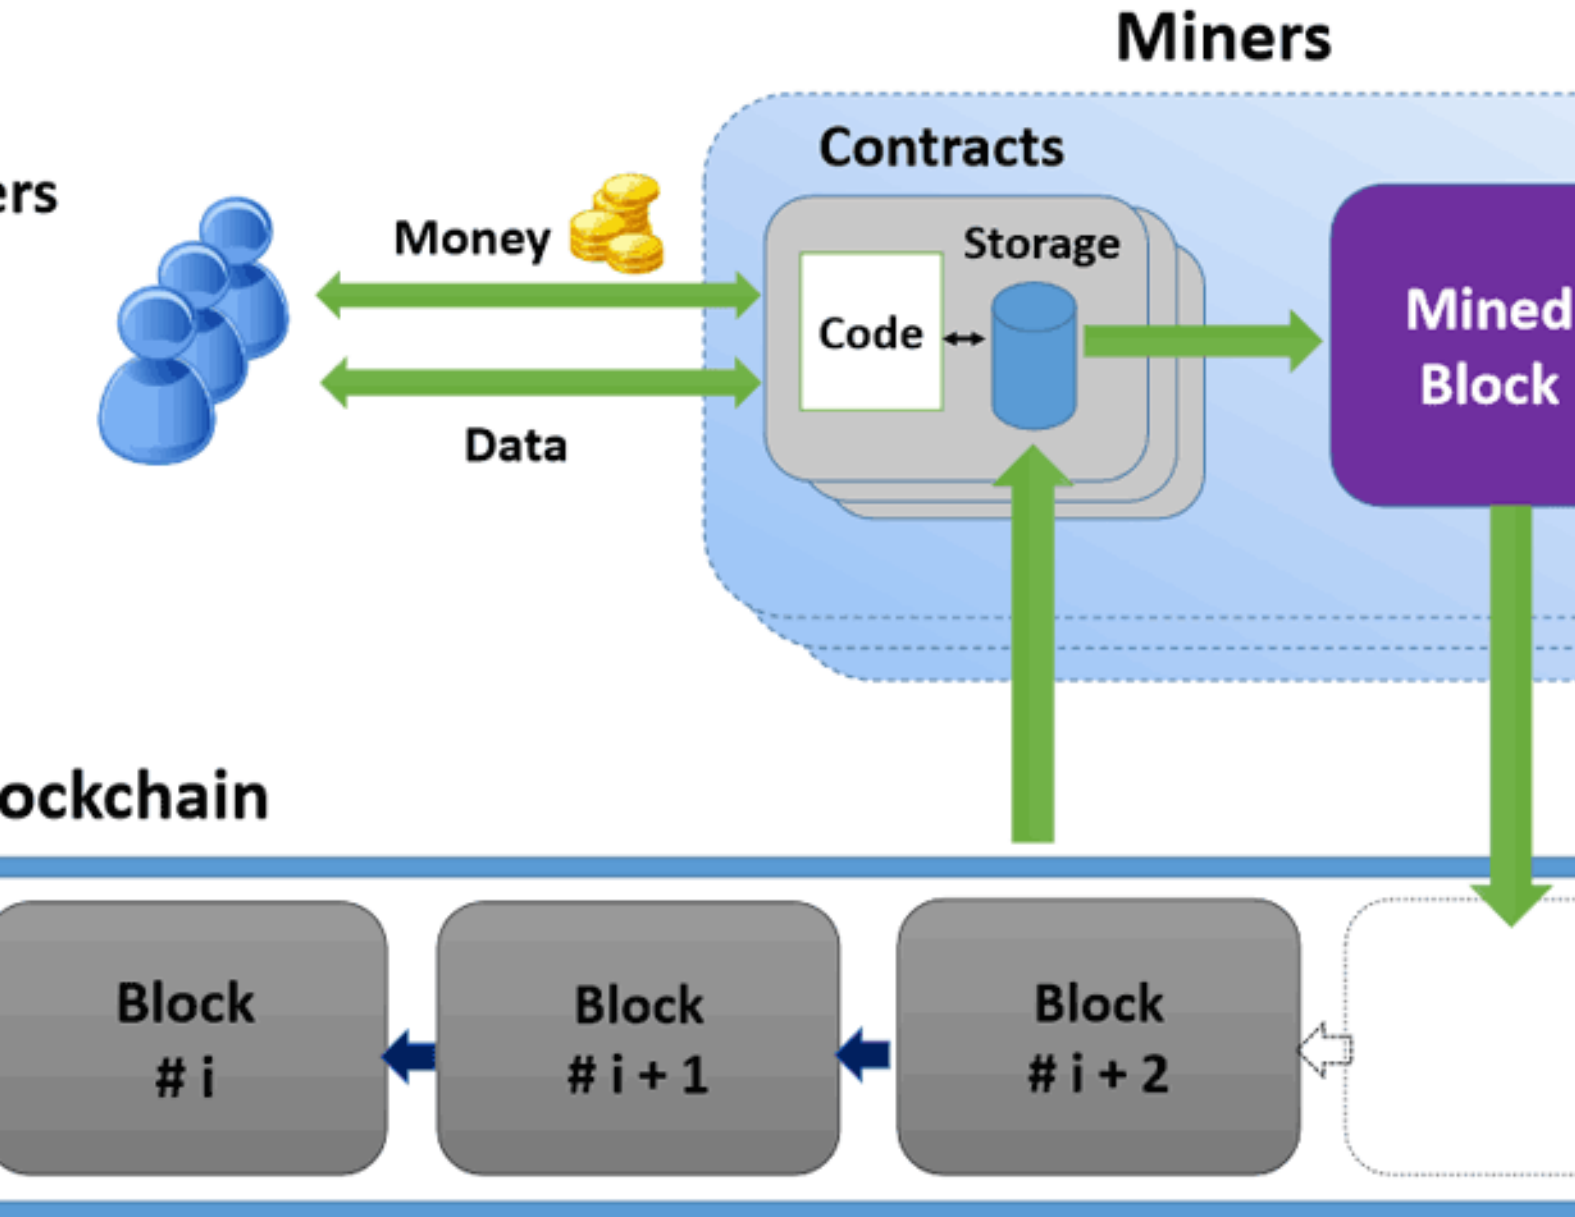 Miners
Contracts
ers
Money
Storage
Code
Mined
Block
Data
ockchain
Block
# i
Block
# i + 1
Block
# i + 2